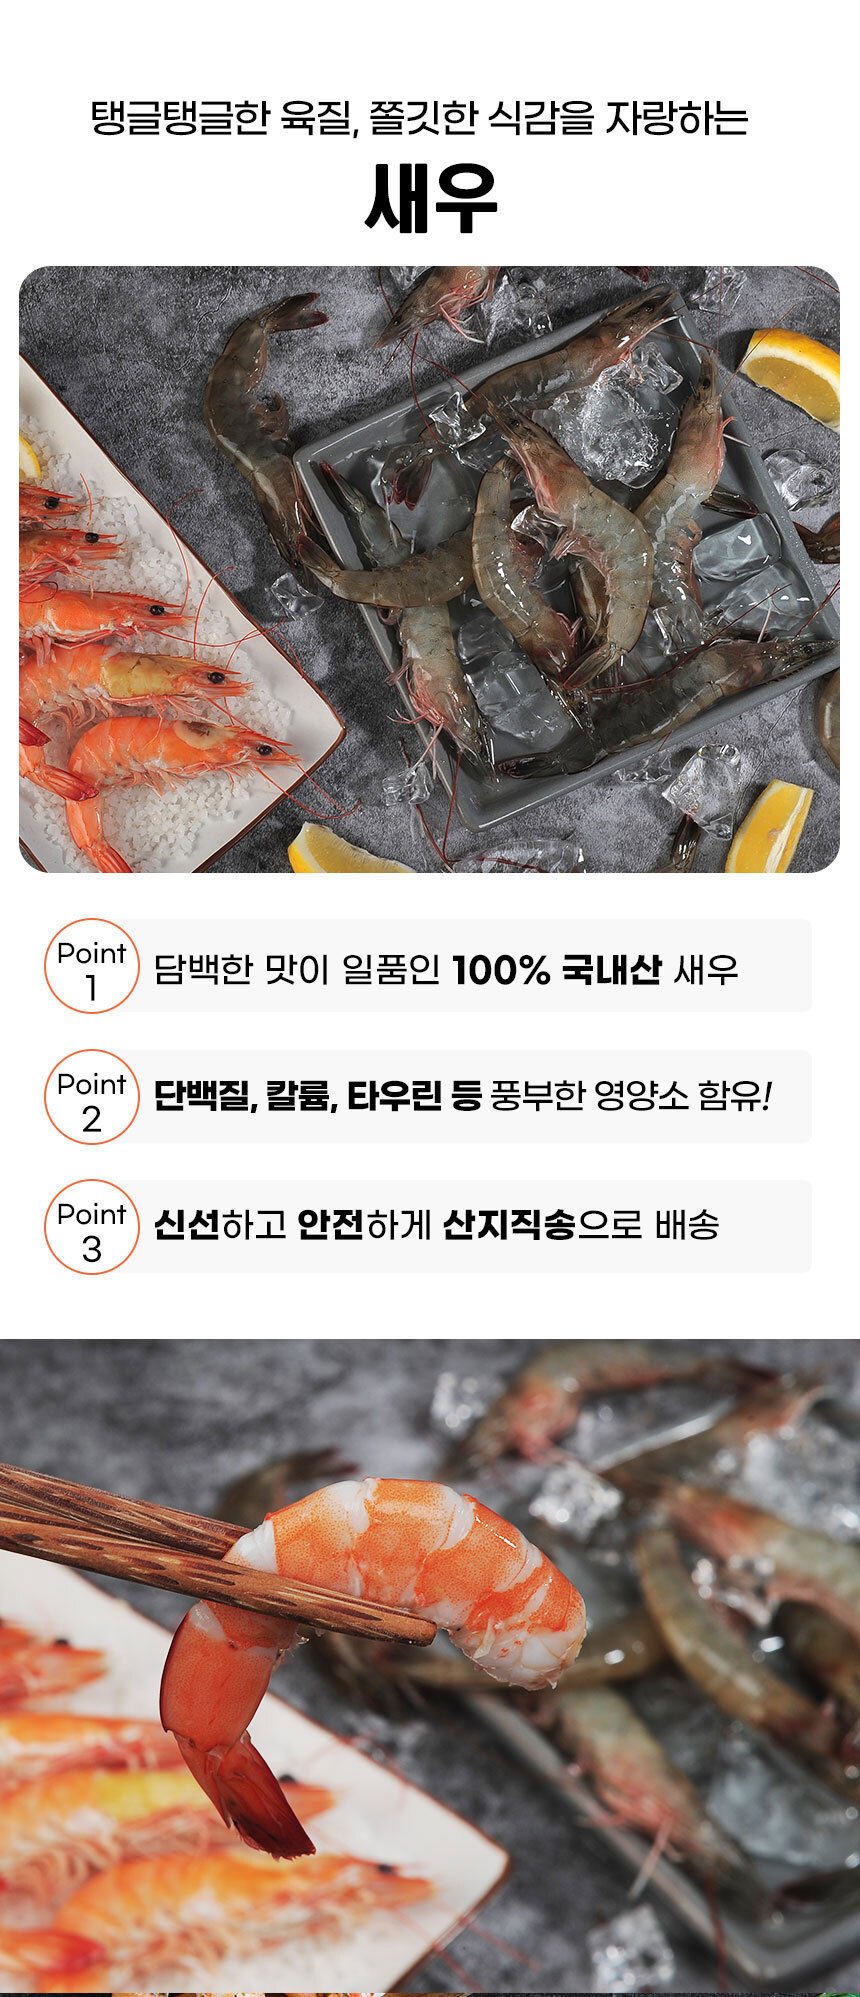 탱글탱글한 육질, 쫄깃한 식감을 자랑하는
새우
Point
1
담백한 맛이 일품인 100% 국내산 새우
Point
2
단백질, 칼륨, 타우린 등 풍부한 영양소 함유!
Point
3
신선하고 안전하게 산지직송으로 배송